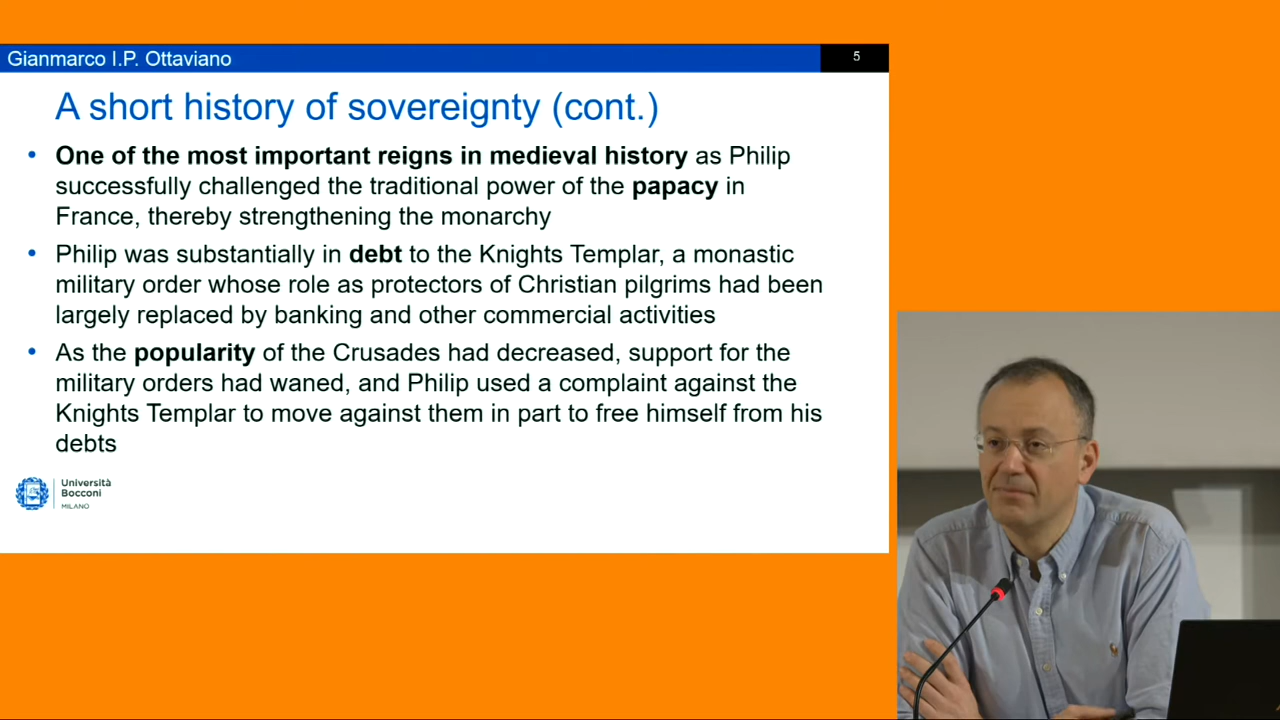 Gianmarco I.P. Ottaviano
5
A short history of sovereignty (cont.)
• One of the most important reigns in medieval history as Philip
successfully challenged the traditional power of the papacy in
France, thereby strengthening the monarchy
• Philip was substantially in debt to the Knights Templar, a monastic
military order whose role as protectors of Christian pilgrims had been
largely replaced by banking and other commercial activities
• As the popularity of the Crusades had decreased, support for the
military orders had waned, and Philip used a complaint against the
Knights Templar to move against them in part to free himself from his
debts
Università
Bocconi
MILANO